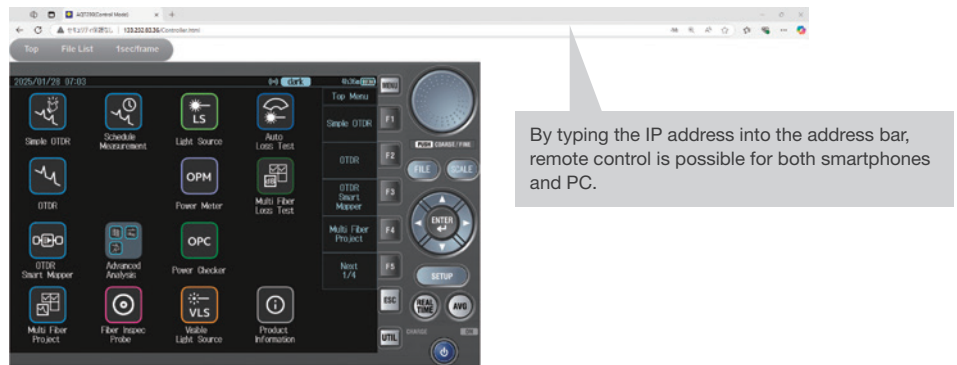 AQ7290(Control Mode)
セキュリティ保護なし 133.202.83.36/Controller.html
Top File List 1sec/frame
2025/01/28 07:03
dark
Top Menu
Simple OTDR
Schedule
Measurement
Light Source
LS
Auto
Loss Test
Simple OTDR
OTDR
OPM
Power Meter
Multi Fiber
Loss Test
OTDR
OTDR
Smart
Mapper
OTDR
Smart Mapper
Advanced
Analysis
OPC
Power Checker
Multi Fiber
Project
Next
1/4
Multi Fiber
Project
Fiber Inspec
Probe
VLS
Visible
Light Source
Product
Information
MENU
F1
F2
F3
F4
F5
ESC
UTIL
PUSH COARSE/FINE
FILE
SCALE
ENTER
SETUP
REAL
TIME
AVG
CHARGE
ON
By typing the IP address into the address bar,
remote control is possible for both smartphones
and PC.